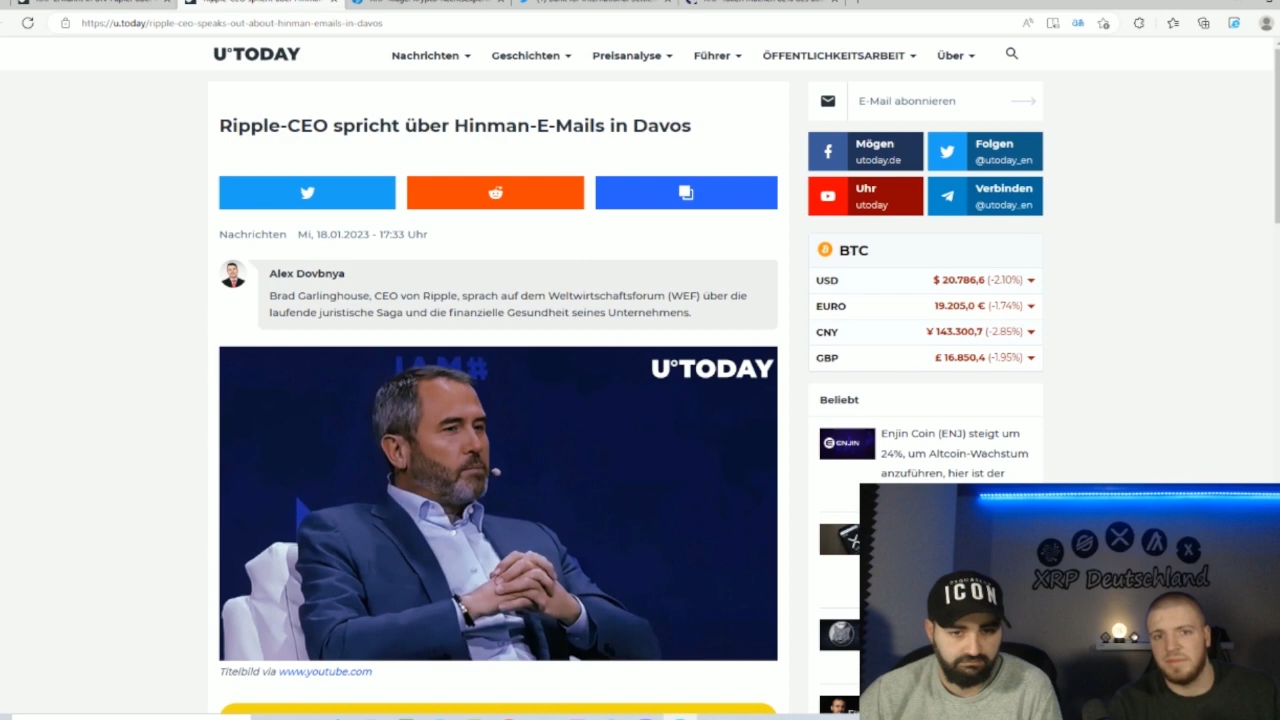 https://u.today/ripple-ceo-speaks-out-about-hinman-emails-in-davos
U°TODAY
Nachrichten
Geschichten
Preisanalyse
Führer
ÖFFENTLICHKEITSARBEIT
Über
Ripple-CEO spricht über Hinman-E-Mails in Davos
Nachrichten Mi, 18.01.2023 - 17:33 Uhr
Alex Dovbnya
Brad Garlinghouse, CEO von Ripple, sprach auf dem Weltwirtschaftsforum (WEF) über die
laufende juristische Saga und die finanzielle Gesundheit seines Unternehmens.
U°TODAY
Titelbild via www.youtube.com
E-Mail abonnieren
Mögen
utoday.de
Folgen
@utoday_en
Uhr
utoday
Verbinden
@utoday_en
BTC
USD $ 20.786,6 (-2.10%)
EURO 19.205,0 € (-1.74%)
CNY ¥ 143.300,7 (-2.85%)
GBP £ 16.850,4 (-1.95%)
Beliebt
ENJIN
Enjin Coin (ENJ) steigt um
24%, um Altcoin-Wachstum
anzuführen, hier ist der
XRP Deutschland
ICON